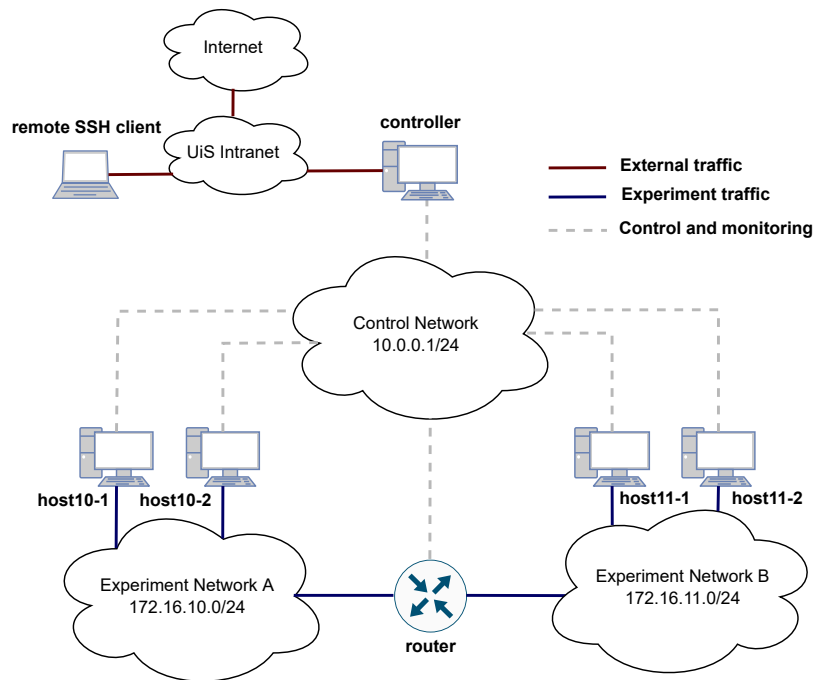 Internet
remote SSH client
UiS Intranet
controller
External traffic
Experiment traffic
Control and monitoring
Control Network
10.0.0.1/24
host10-1
host10-2
host11-1
host11-2
Experiment Network A
172.16.10.0/24
Experiment Network B
172.16.11.0/24
router